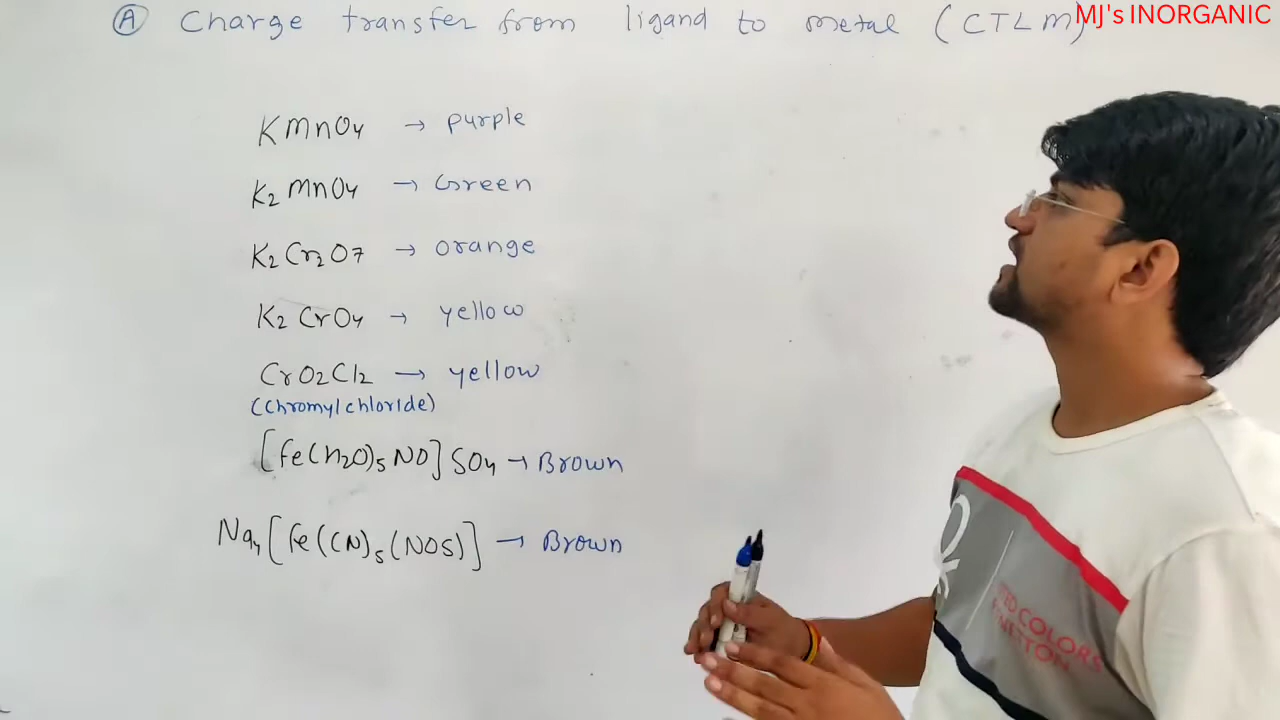 Ⓐ Charge transfer from ligand to metal (CTLM)
MJ's INORGANIC
KMnO4 → purple
K2MnO4 → Green
K2Cr2O7 → orange
K2CrO4 → yellow
CrO2Cl2 → yellow
(Chromyl chloride)
[Fe(H2O)5NO]SO4 → Brown
Na4[Fe(CN)5(NOS)] → Brown